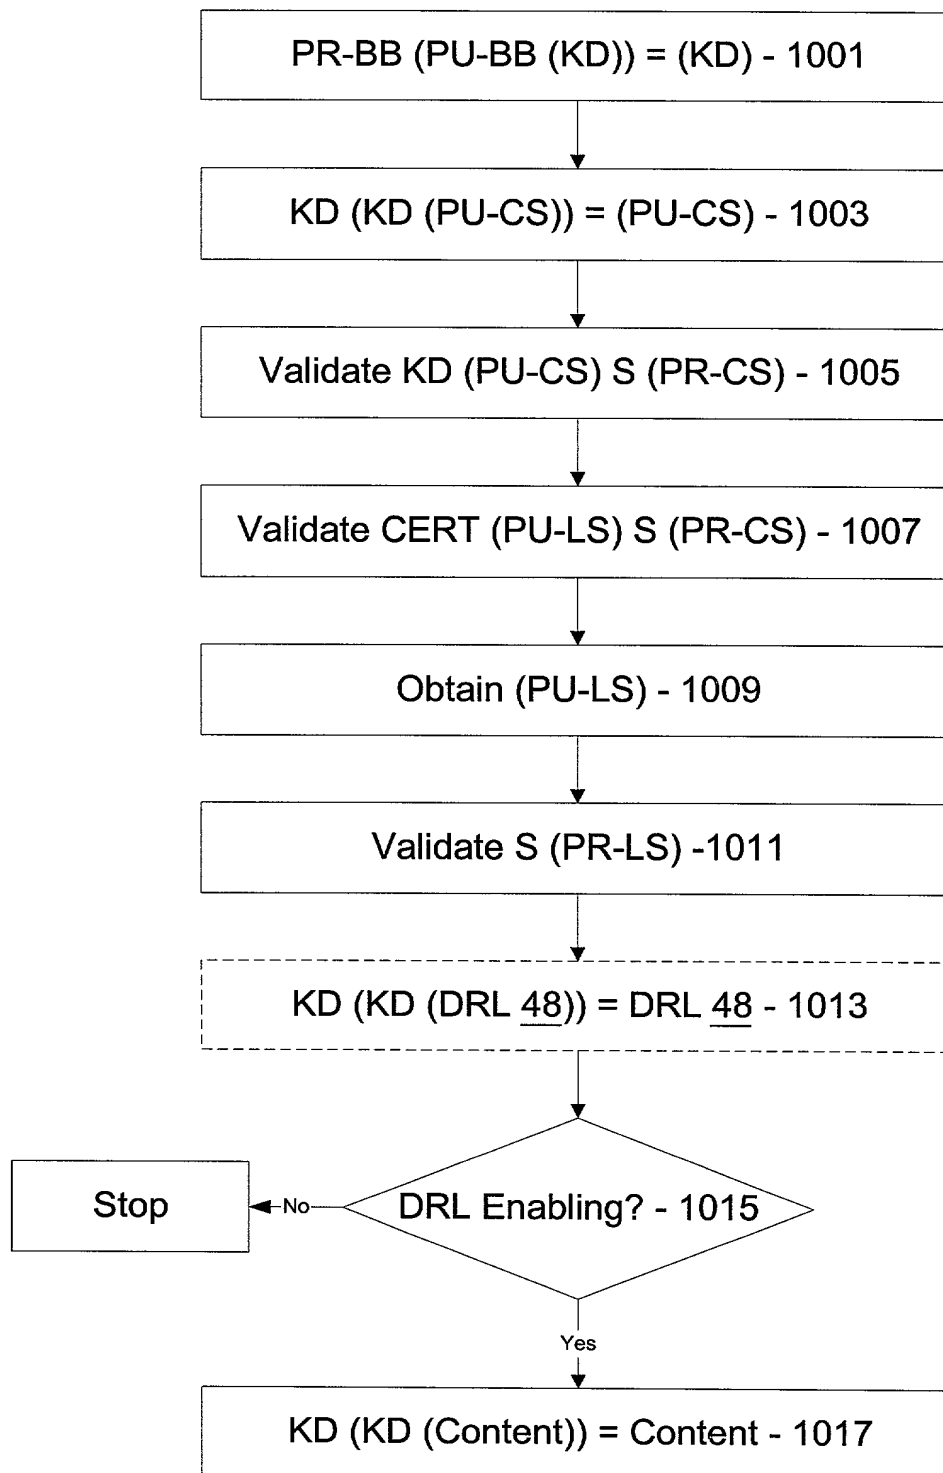 PR-BB (PU-BB (KD)) = (KD) - 1001
KD (KD (PU-CS)) = (PU-CS) - 1003
Validate KD (PU-CS) S (PR-CS) - 1005
Validate CERT (PU-LS) S (PR-CS) - 1007
Obtain (PU-LS) - 1009
Validate S (PR-LS) -1011
KD (KD (DRL 48)) = DRL 48 - 1013
DRL Enabling? - 1015
No
Stop
Yes
KD (KD (Content)) = Content - 1017